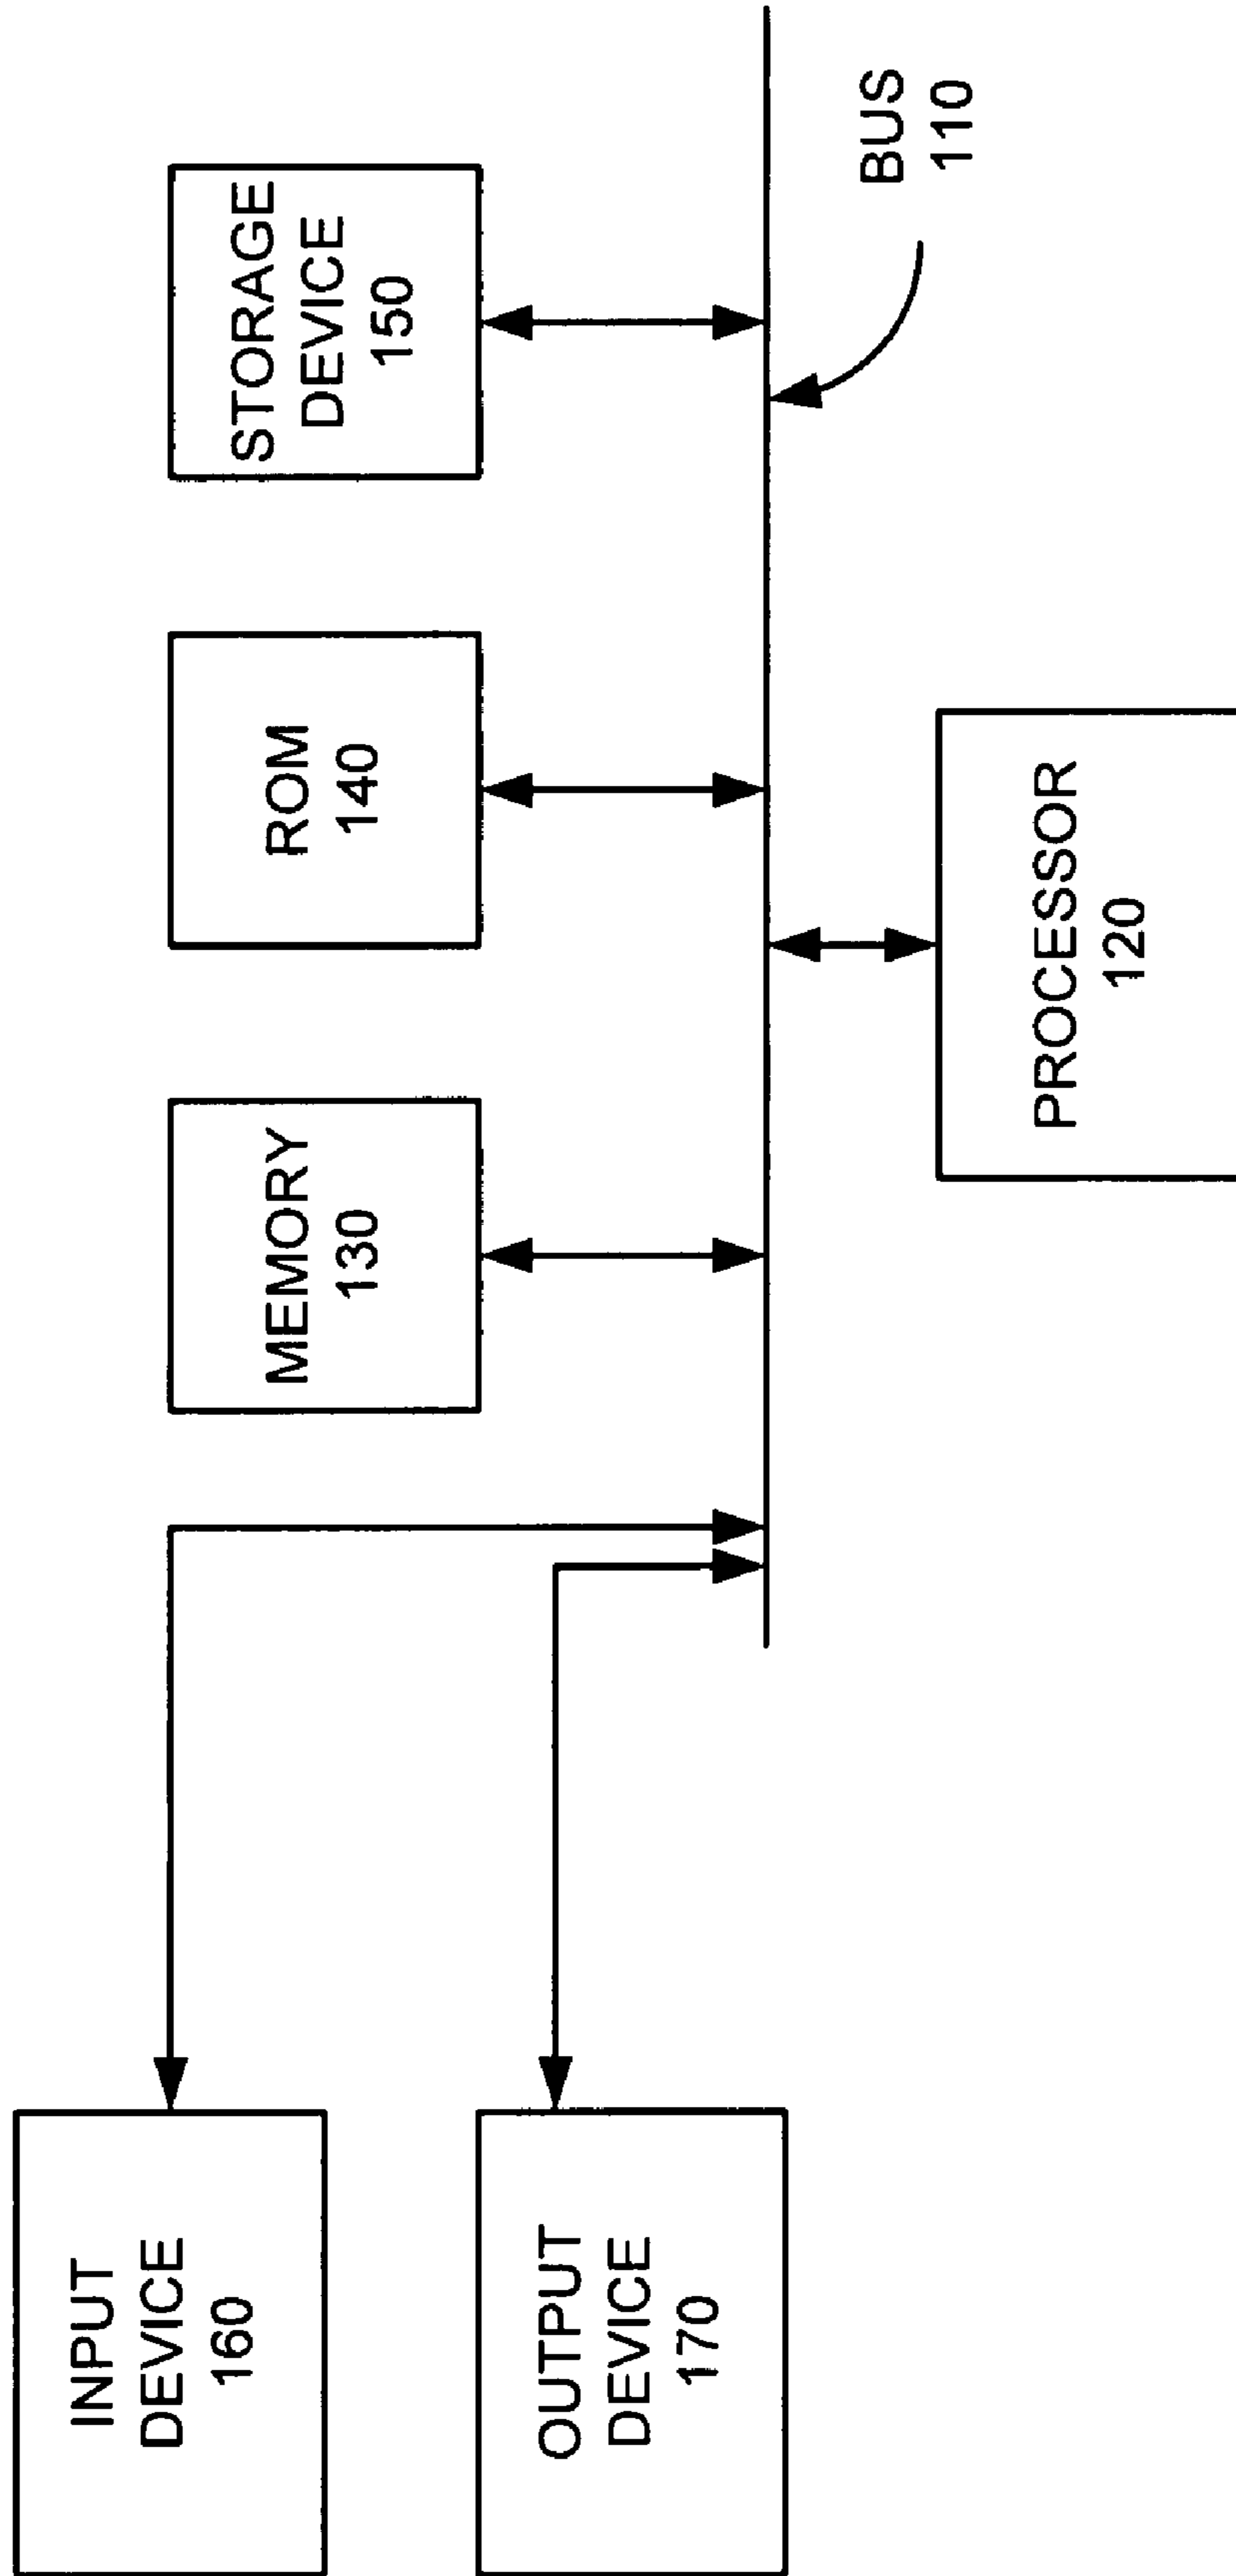 INPUT
DEVICE
160
MEMORY
130
ROM
140
STORAGE
DEVICE
150
OUTPUT
DEVICE
170
BUS
110
PROCESSOR
120